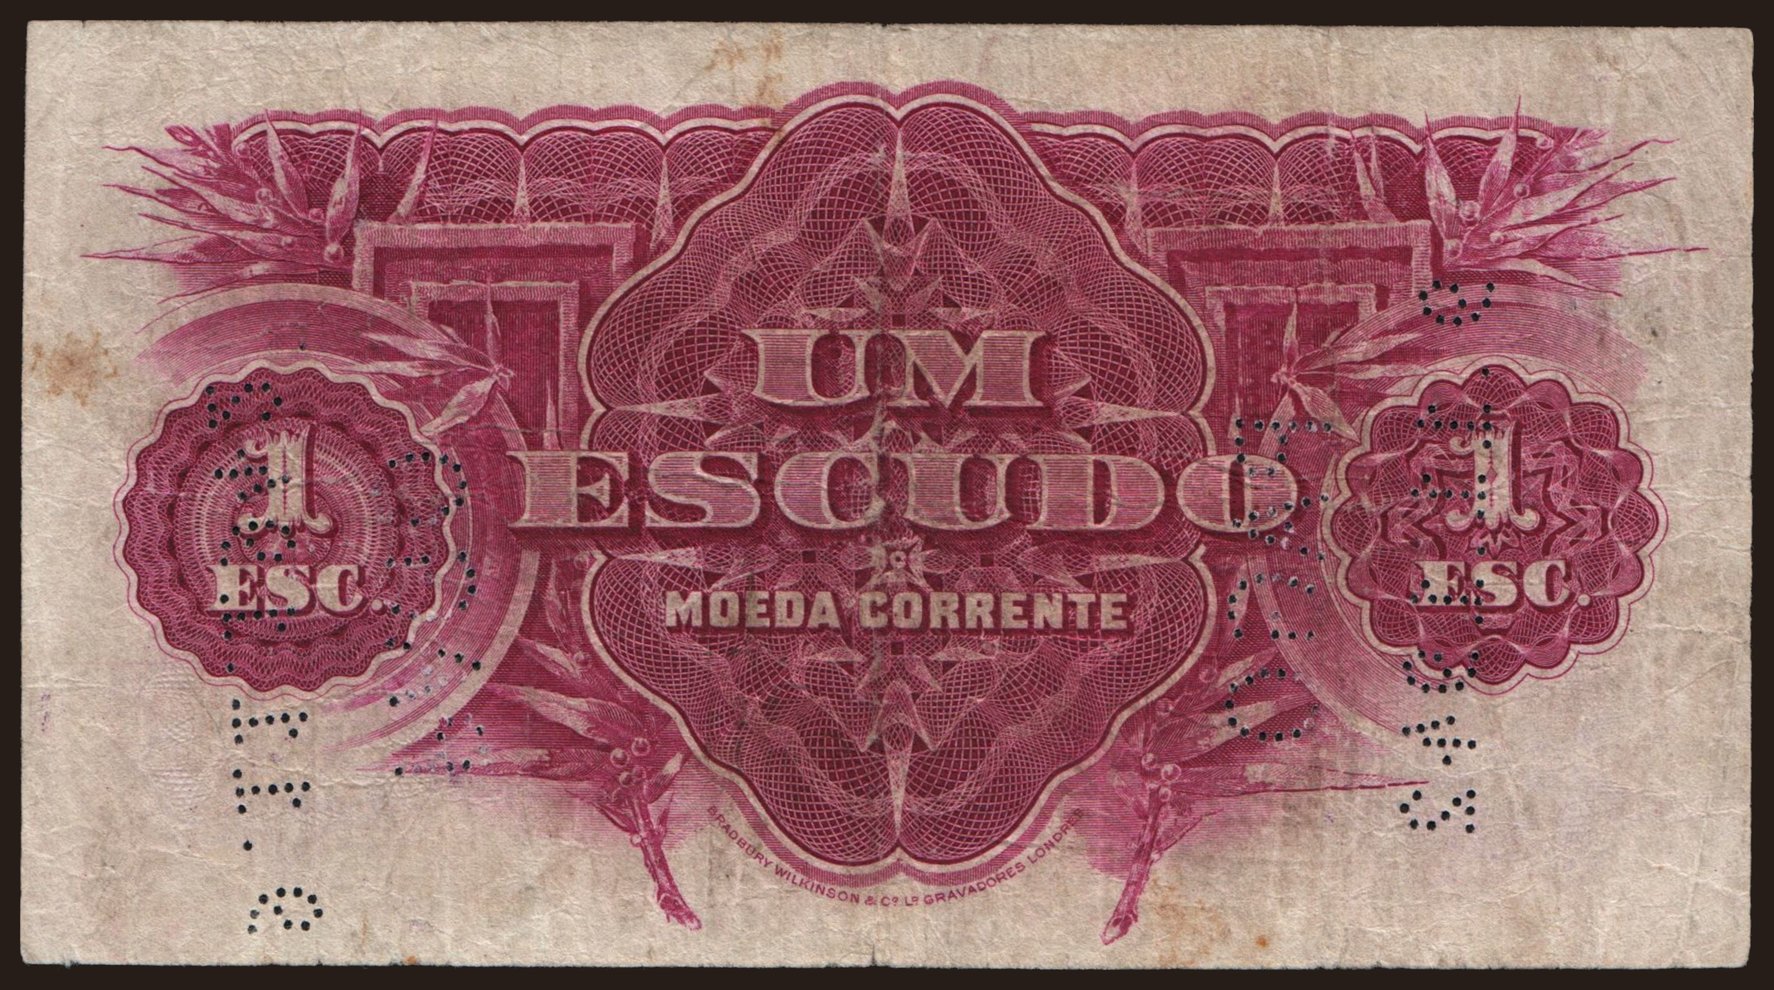 UM
ESCUDO
MOEDA CORRENTE
1
ESC.
1
ESC.
BRADBURY WILKINSON & Cº Lº GRAVADORES LONDRES